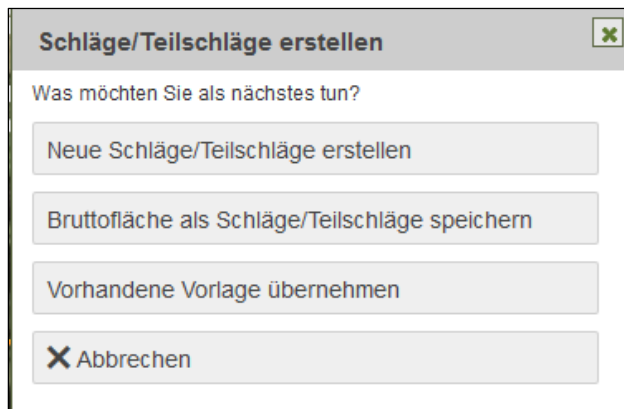 Schläge/Teilschläge erstellen
Was möchten Sie als nächstes tun?
Neue Schläge/Teilschläge erstellen
Bruttofläche als Schläge/Teilschläge speichern
Vorhandene Vorlage übernehmen
Abbrechen